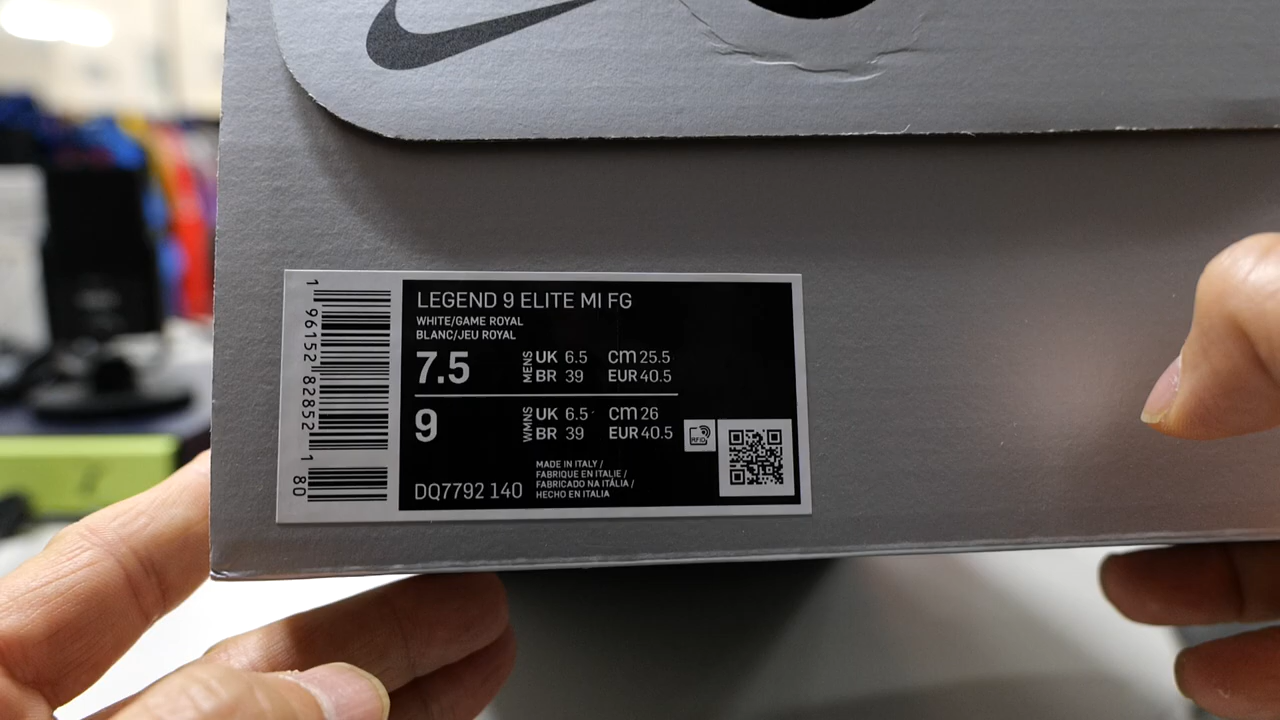 LEGEND 9 ELITE MI FG
WHITE/GAME ROYAL
BLANC/JEU ROYAL
7.5 MENS UK 6.5 CM 25.5
BR 39 EUR 40.5
9 WMNS UK 6.5 CM 26
BR 39 EUR 40.5
MADE IN ITALY /
FABRIQUE EN ITALIE /
FABRICADO NA ITÁLIA /
HECHO EN ITALIA
DQ7792 140
RFID
1 96152 82852 1
80